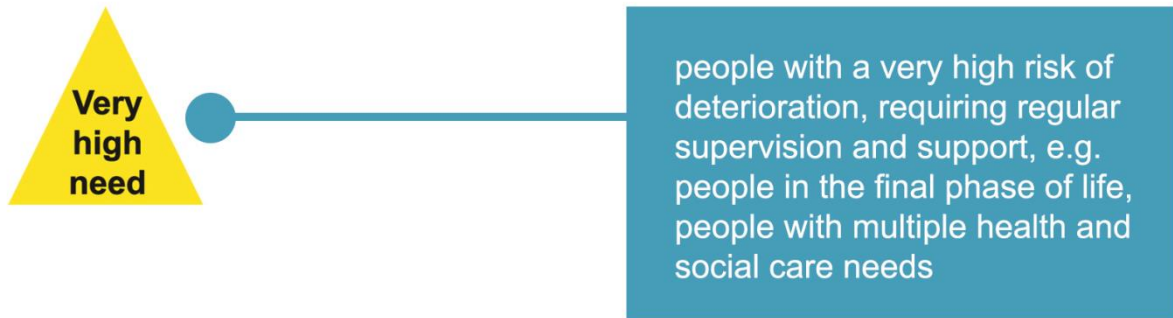 Very
high
need
people with a very high risk of
deterioration, requiring regular
supervision and support, e.g.
people in the final phase of life,
people with multiple health and
social care needs